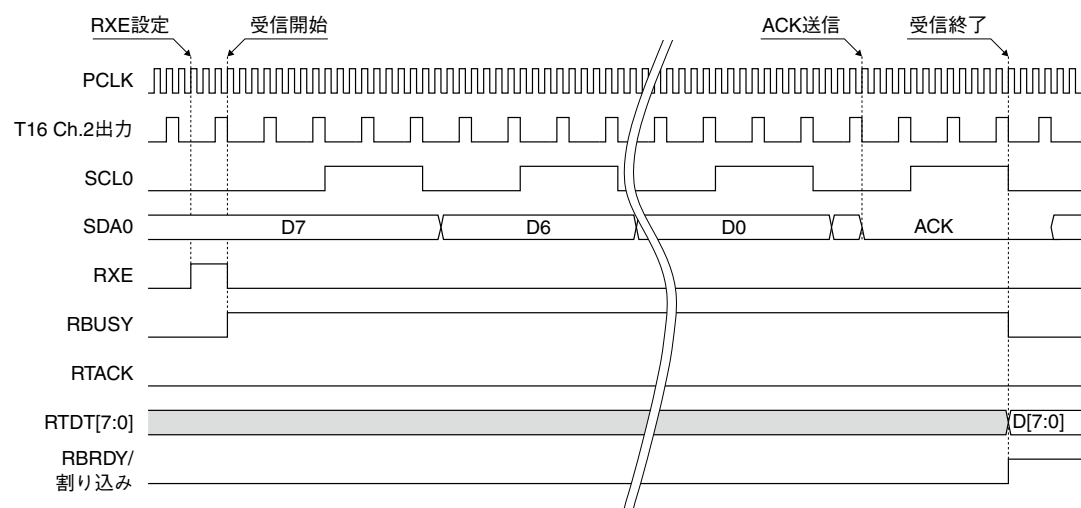 RXE設定 受信開始 ACK送信 受信終了
PCLK
T16 Ch.2出力
SCL0
SDA0 D7 D6 D0 ACK
RXE
RBUSY
RTACK
RTDT[7:0] D[7:0]
RBRDY/
割り込み